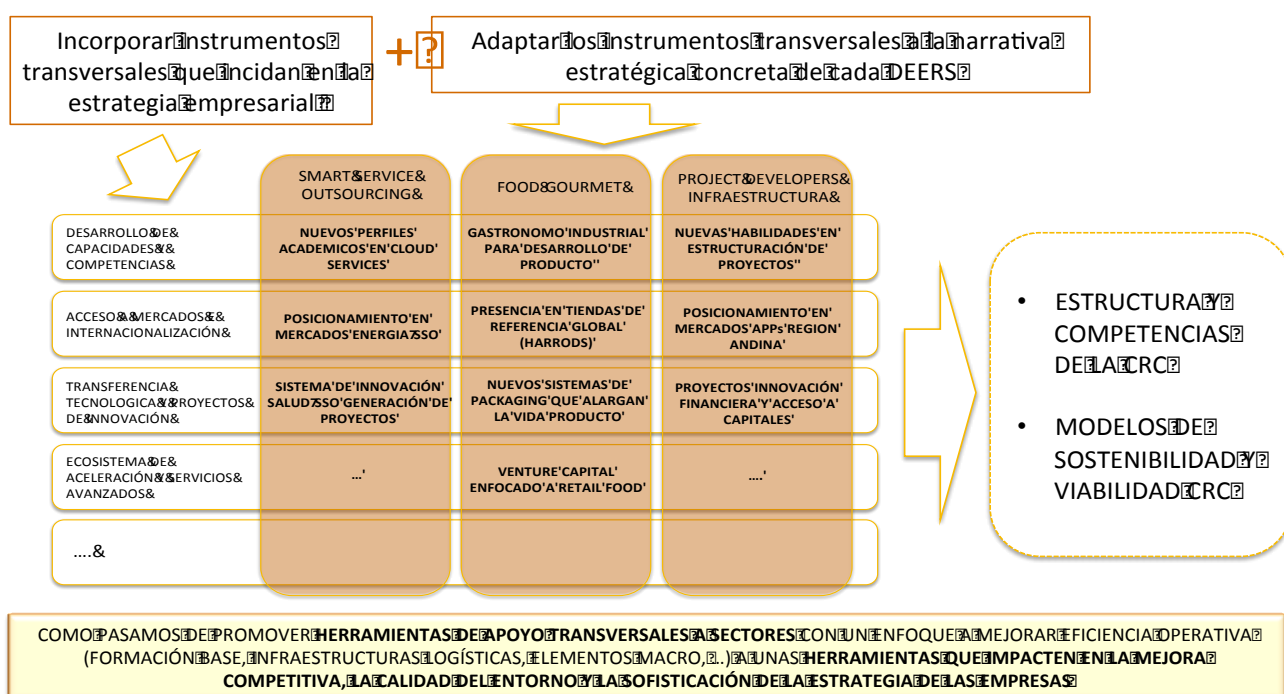 Incorporar instrumentos
transversales que incidan en la
estrategia empresarial
+
Adaptar los instrumentos transversales a la narrativa
estratégica concreta de cada DEERS
SMART&SERVICE&
OUTSOURCING&
FOOD&GOURMET&
PROJECT&DEVELOPERS&
INFRAESTRUCTURA&
DESARROLLO&DE&
CAPACIDADES&Y&
COMPETENCIAS&
NUEVOS'PERFILES'
ACADEMICOS'EN'CLOUD'
SERVICES'
GASTRONOMO'INDUSTRIAL'
PARA'DESARROLLO'DE'
PRODUCTO''
NUEVAS'HABILIDADES'EN'
ESTRUCTURACIÓN'DE'
PROYECTOS''
ACCESO&A&MERCADOS&E&
INTERNACIONALIZACIÓN&
POSICIONAMIENTO'EN'
MERCADOS'ENERGIA7SSO'
PRESENCIA'EN'TIENDAS'DE'
REFERENCIA'GLOBAL'
(HARRODS)'
POSICIONAMIENTO'EN'
MERCADOS'APPs'REGION'
ANDINA'
TRANSFERENCIA&
TECNOLOGICA&Y&PROYECTOS&
DE&INNOVACIÓN&
SISTEMA'DE'INNOVACIÓN'
SALUD7SSO'GENERACIÓN'DE'
PROYECTOS'
NUEVOS'SISTEMAS'DE'
PACKAGING'QUE'ALARGAN'
LA'VIDA'PRODUCTO'
PROYECTOS'INNOVACIÓN'
FINANCIERA'Y'ACCESO'A'
CAPITALES'
ECOSISTEMA&DE&
ACELERACIÓN&Y&SERVICIOS&
AVANZADOS&
…'
VENTURE'CAPITAL'
ENFOCADO'A'RETAIL'FOOD'
….'
….&
• ESTRUCTURA Y
COMPETENCIAS
DE LA CRC
• MODELOS DE
SOSTENIBILIDAD Y
VIABILIDAD CRC
COMO PASAMOS DE PROMOVER HERRAMIENTAS DE APOYO TRANSVERSALES A SECTORES CON UN ENFOQUE A MEJORAR EFICIENCIA OPERATIVA
(FORMACIÓN BASE, INFRAESTRUCTURAS LOGÍSTICAS, ELEMENTOS MACRO, …) A UNAS HERRAMIENTAS QUE IMPACTEN EN LA MEJORA
COMPETITIVA, LA CALIDAD DEL ENTORNO Y LA SOFISTICACIÓN DE LA ESTRATEGIA DE LAS EMPRESAS